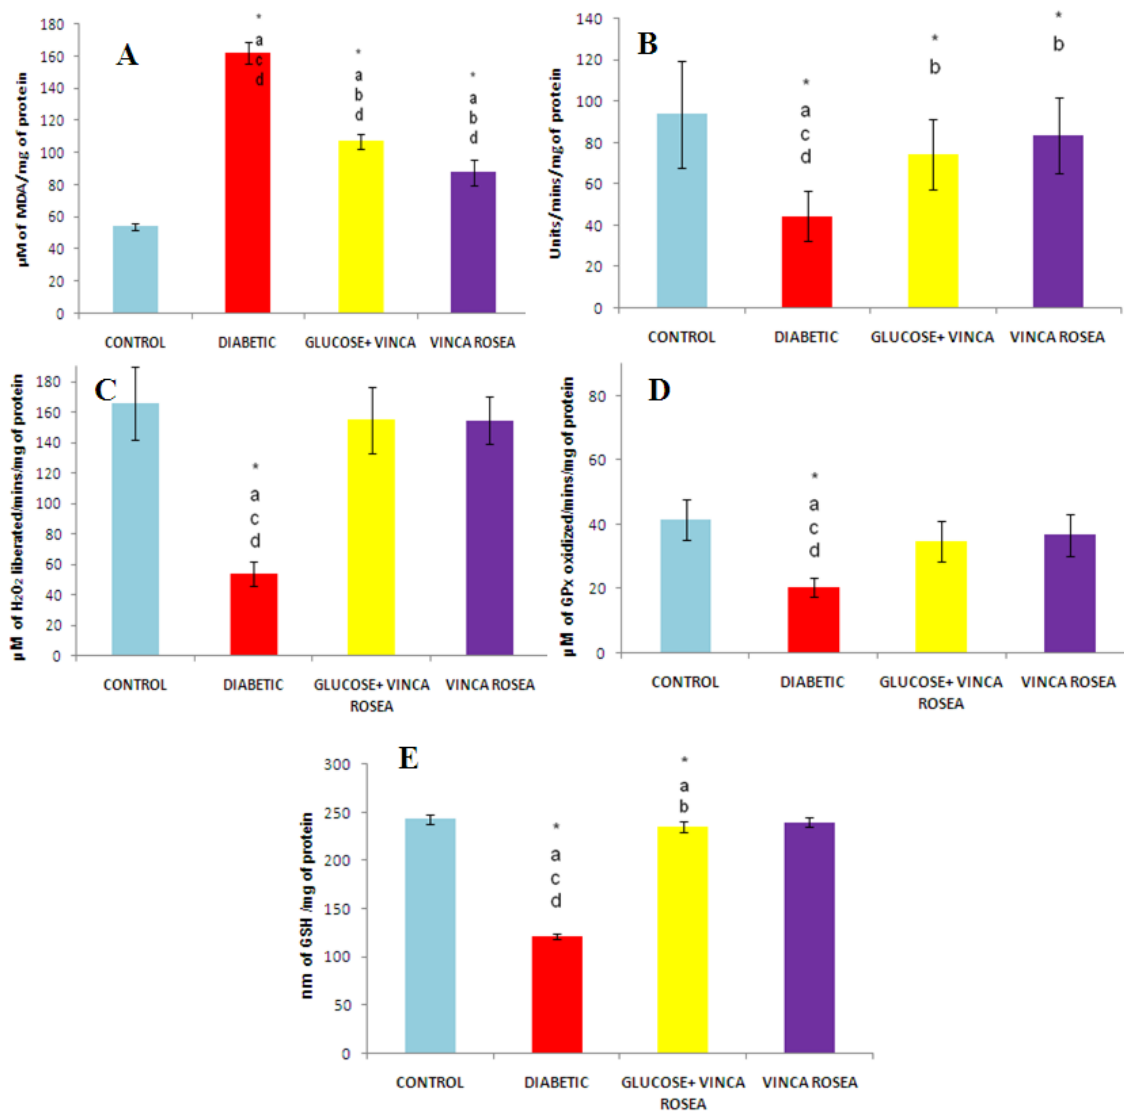 A
µM of MDA/mg of protein
180
160
140
120
100
80
60
40
20
0
*
a
c
d
*
a
b
d
*
a
b
d
CONTROL DIABETIC GLUCOSE+ VINCA VINCA ROSEA
B
Units/mins/mg of protein
140
120
100
80
60
40
20
0
*
a
c
d
*
b
*
b
CONTROL DIABETIC GLUCOSE+ VINCA VINCA ROSEA
C
µM of H2O2 liberated/mins/mg of protein
180
160
140
120
100
80
60
40
20
0
*
a
c
d
CONTROL DIABETIC GLUCOSE+ VINCA VINCA ROSEA
ROSEA
D
µM of GPx oxidized/mins/mg of protein
80
60
40
20
0
*
a
c
d
CONTROL DIABETIC GLUCOSE+ VINCA VINCA ROSEA
ROSEA
E
nm of GSH /mg of protein
300
250
200
150
100
50
0
*
a
c
d
*
a
b
CONTROL DIABETIC GLUCOSE+ VINCA VINCA ROSEA
ROSEA